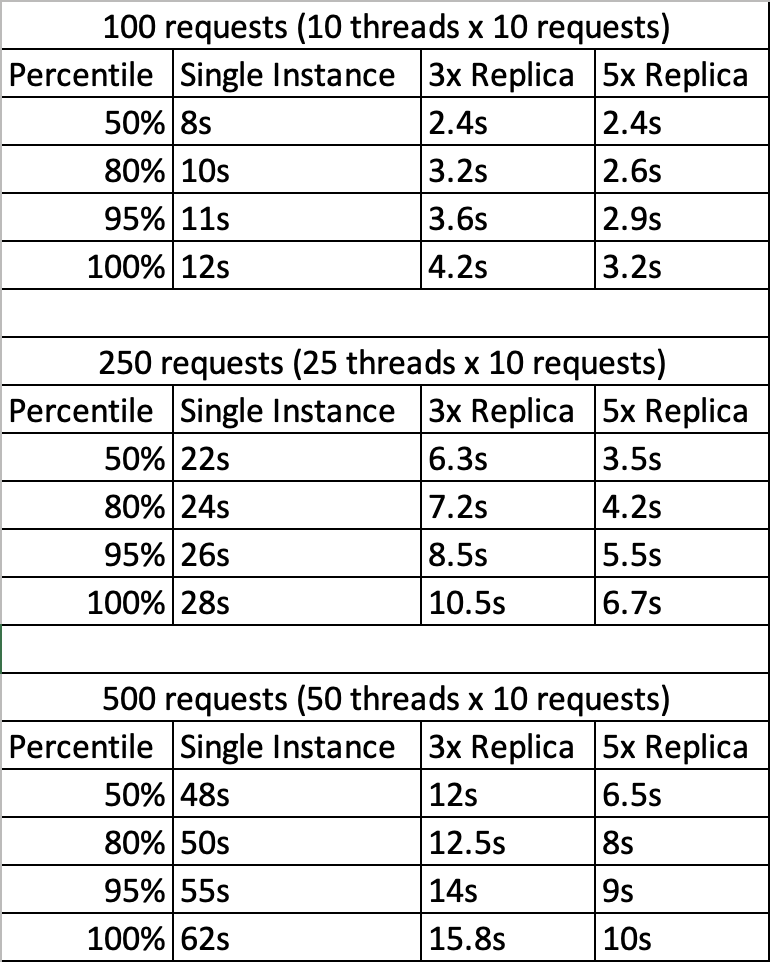 100 requests (10 threads x 10 requests)
Percentile Single Instance 3x Replica 5x Replica
50% 8s 2.4s 2.4s
80% 10s 3.2s 2.6s
95% 11s 3.6s 2.9s
100% 12s 4.2s 3.2s
250 requests (25 threads x 10 requests)
Percentile Single Instance 3x Replica 5x Replica
50% 22s 6.3s 3.5s
80% 24s 7.2s 4.2s
95% 26s 8.5s 5.5s
100% 28s 10.5s 6.7s
500 requests (50 threads x 10 requests)
Percentile Single Instance 3x Replica 5x Replica
50% 48s 12s 6.5s
80% 50s 12.5s 8s
95% 55s 14s 9s
100% 62s 15.8s 10s